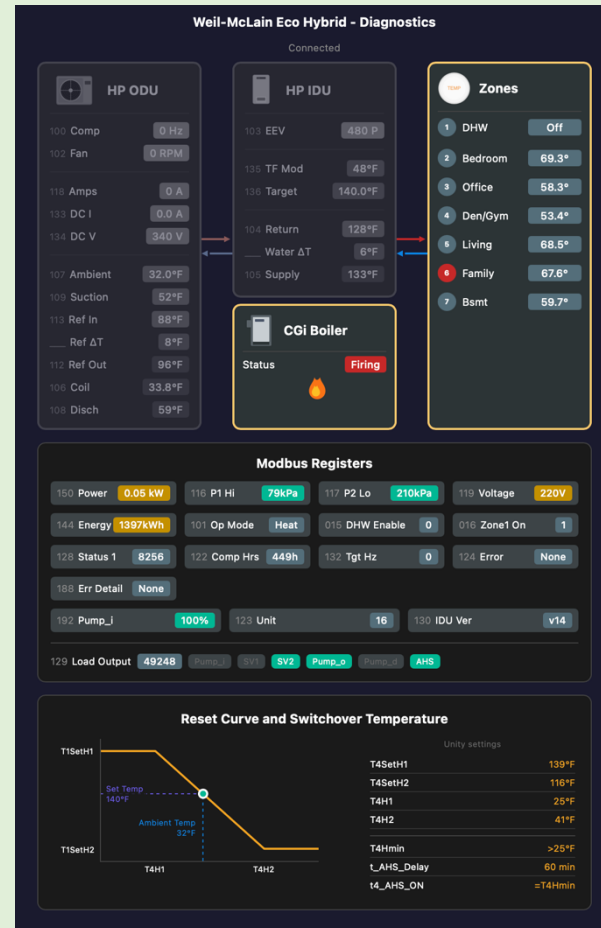 Weil-McLain Eco Hybrid - Diagnostics
Connected
HP ODU
100 Comp 0 Hz
102 Fan 0 RPM
118 Amps 0 A
133 DC I 0.0 A
134 DC V 340 V
107 Ambient 32.0°F
109 Suction 52°F
113 Ref In 88°F
___ Ref ΔT 8°F
112 Ref Out 96°F
106 Coil 33.8°F
108 Disch 59°F
HP IDU
103 EEV 480 P
135 TF Mod 48°F
136 Target 140.0°F
104 Return 128°F
___ Water ΔT 6°F
105 Supply 133°F
CGi Boiler
Status Firing
TEMP Zones
1 DHW Off
2 Bedroom 69.3°
3 Office 58.3°
4 Den/Gym 53.4°
5 Living 68.5°
6 Family 67.6°
7 Bsmt 59.7°
Modbus Registers
150 Power 0.05 kW 116 P1 Hi 79kPa 117 P2 Lo 210kPa 119 Voltage 220V
144 Energy 1397kWh 101 Op Mode Heat 015 DHW Enable 0 016 Zone1 On 1
128 Status 1 8256 122 Comp Hrs 449h 132 Tgt Hz 0 124 Error None
188 Err Detail None
192 Pump_i 100% 123 Unit 16 130 IDU Ver v14
129 Load Output 49248 Pump_i SV1 SV2 Pump_o Pump_d AHS
Reset Curve and Switchover Temperature
T1SetH1
Set Temp
140°F
Ambient Temp
32°F
T1SetH2
T4H1 T4H2
Unity settings
T4SetH1 139°F
T4SetH2 116°F
T4H1 25°F
T4H2 41°F
T4Hmin >25°F
t_AHS_Delay 60 min
t4_AHS_ON =T4Hmin